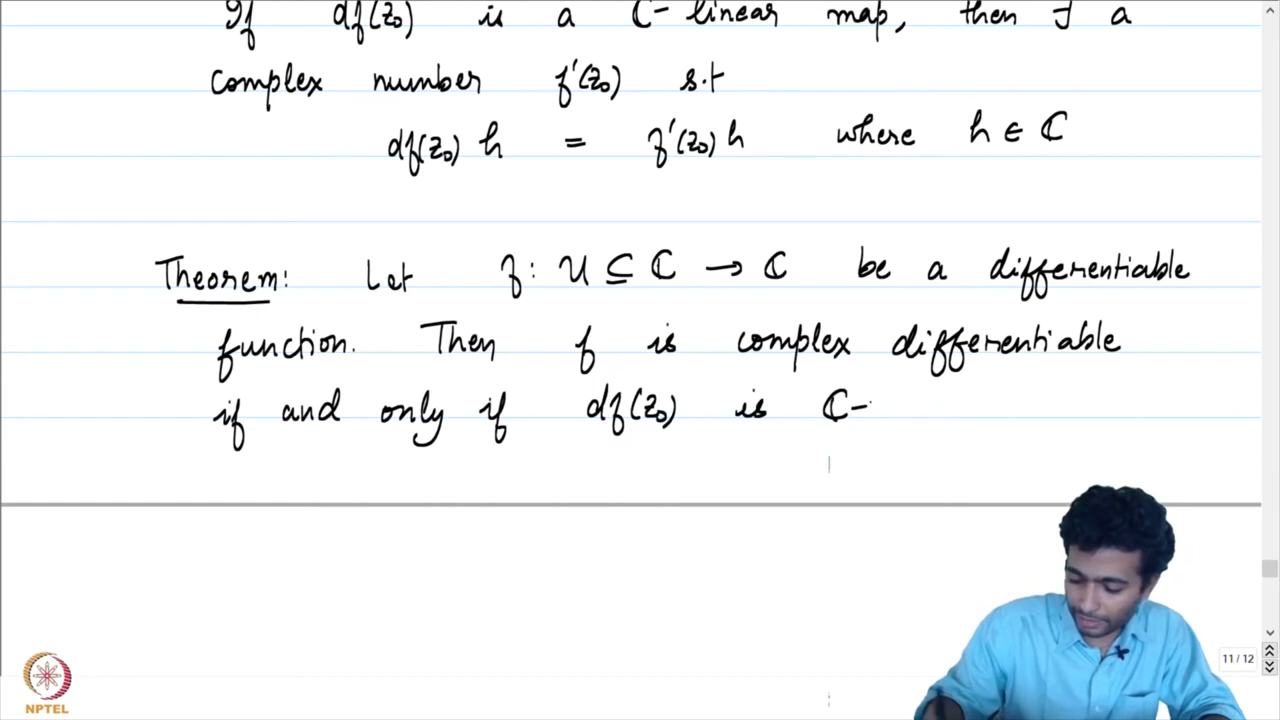 If df(z₀) is a ℂ- linear map, then ∃ a
complex number f'(z₀) s.t
df(z₀) h = f'(z₀) h where h ∈ ℂ
Theorem: Let f: U ⊆ ℂ → ℂ be a differentiable
function. Then f is complex differentiable
if and only if df(z₀) is ℂ-
11 / 12
NPTEL